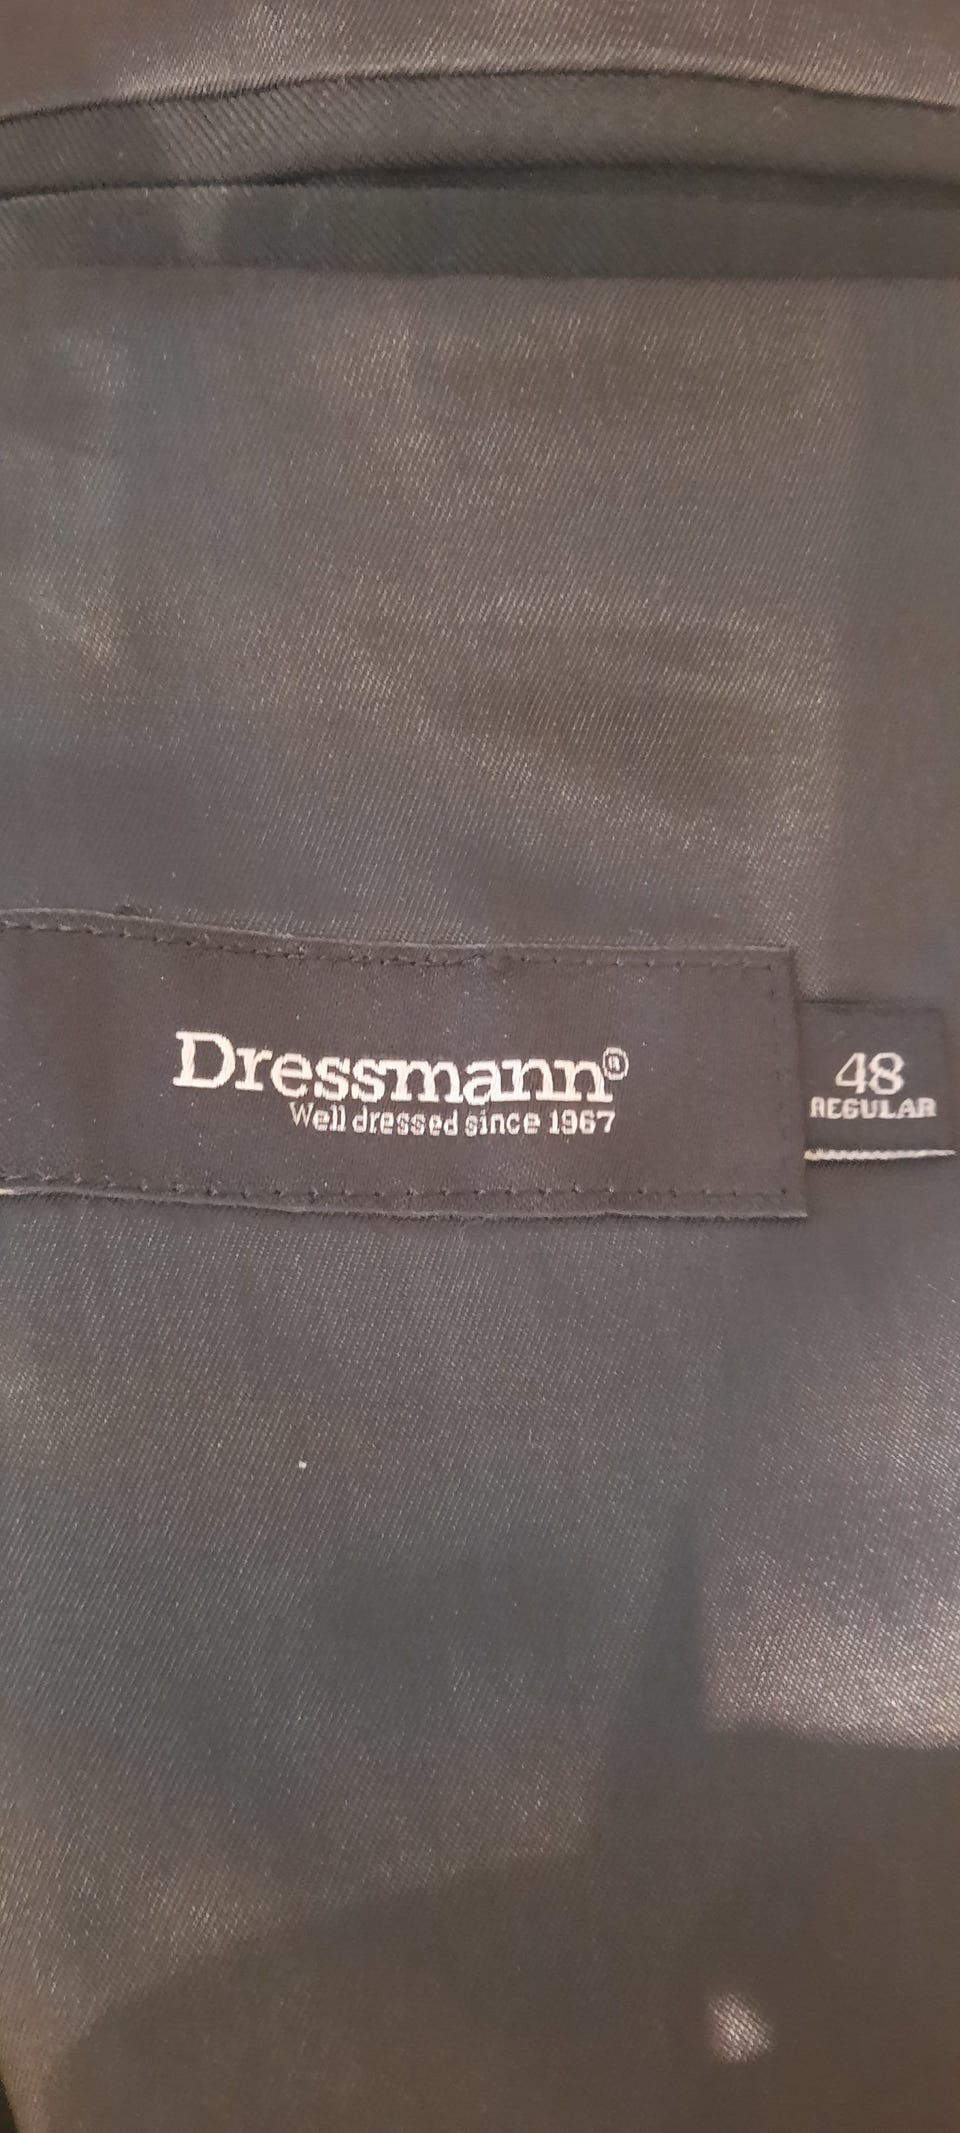 Dressmann®
Well dressed since 1967
48
REGULAR